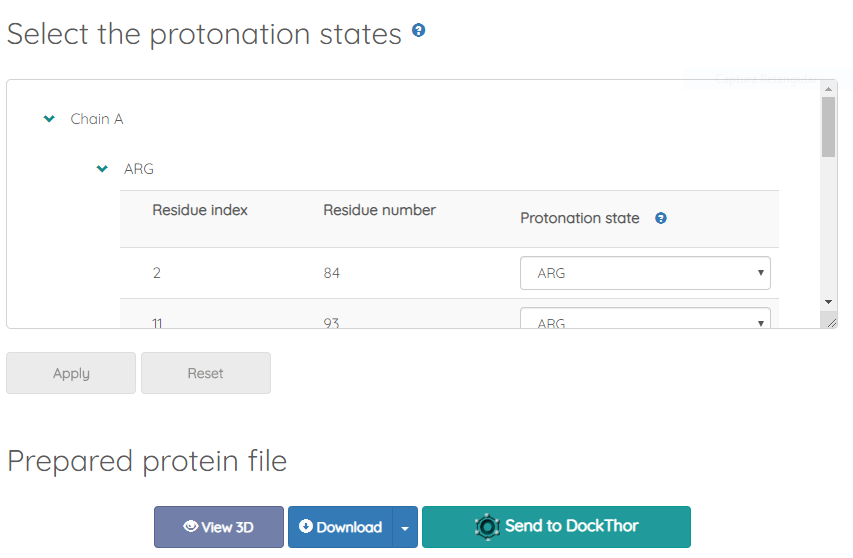 Select the protonation states ?
Chain A
ARG
Residue index Residue number Protonation state ?
2 84 ARG
11 93 ARG
Apply Reset
Prepared protein file
View 3D Download Send to DockThor